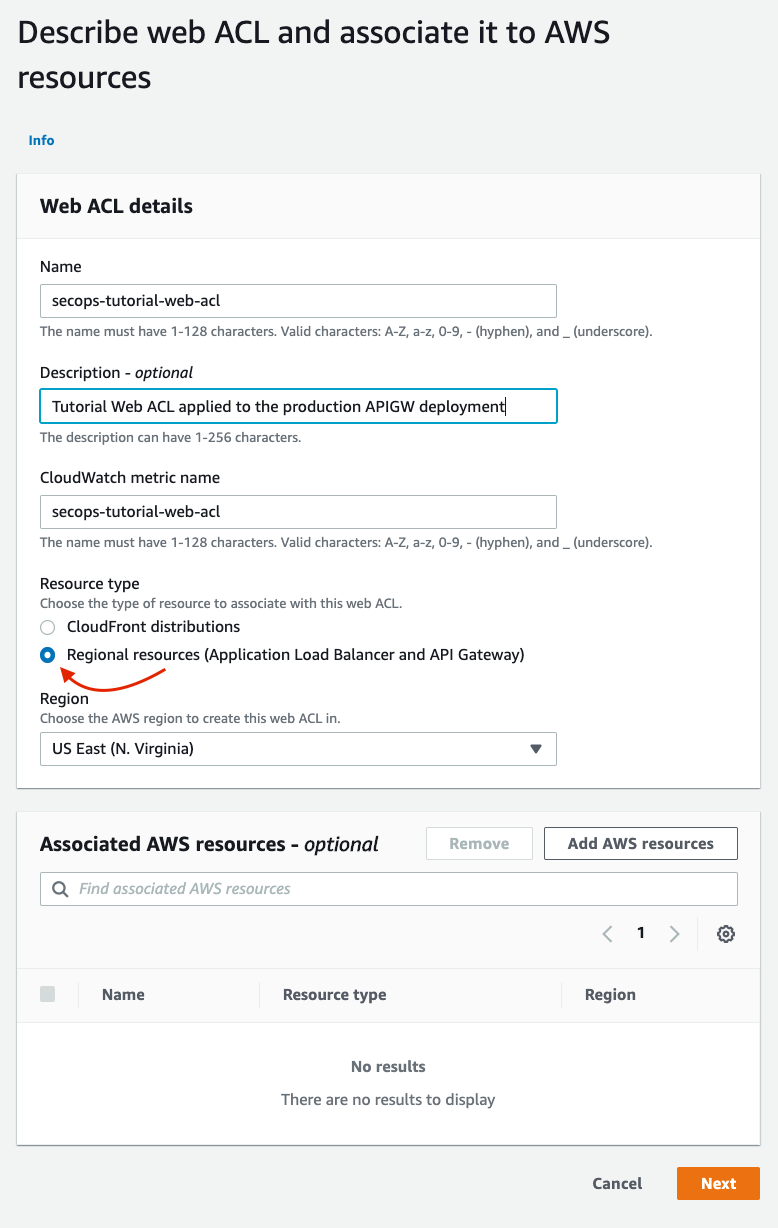 Describe web ACL and associate it to AWS
resources
Info
Web ACL details
Name
secops-tutorial-web-acl
The name must have 1-128 characters. Valid characters: A-Z, a-z, 0-9, - (hyphen), and _ (underscore).
Description - optional
Tutorial Web ACL applied to the production APIGW deployment
The description can have 1-256 characters.
CloudWatch metric name
secops-tutorial-web-acl
The name must have 1-128 characters. Valid characters: A-Z, a-z, 0-9, - (hyphen), and _ (underscore).
Resource type
Choose the type of resource to associate with this web ACL.
CloudFront distributions
Regional resources (Application Load Balancer and API Gateway)
Region
Choose the AWS region to create this web ACL in.
US East (N. Virginia)
Associated AWS resources - optional
Remove
Add AWS resources
Find associated AWS resources
1
Name
Resource type
Region
No results
There are no results to display
Cancel
Next